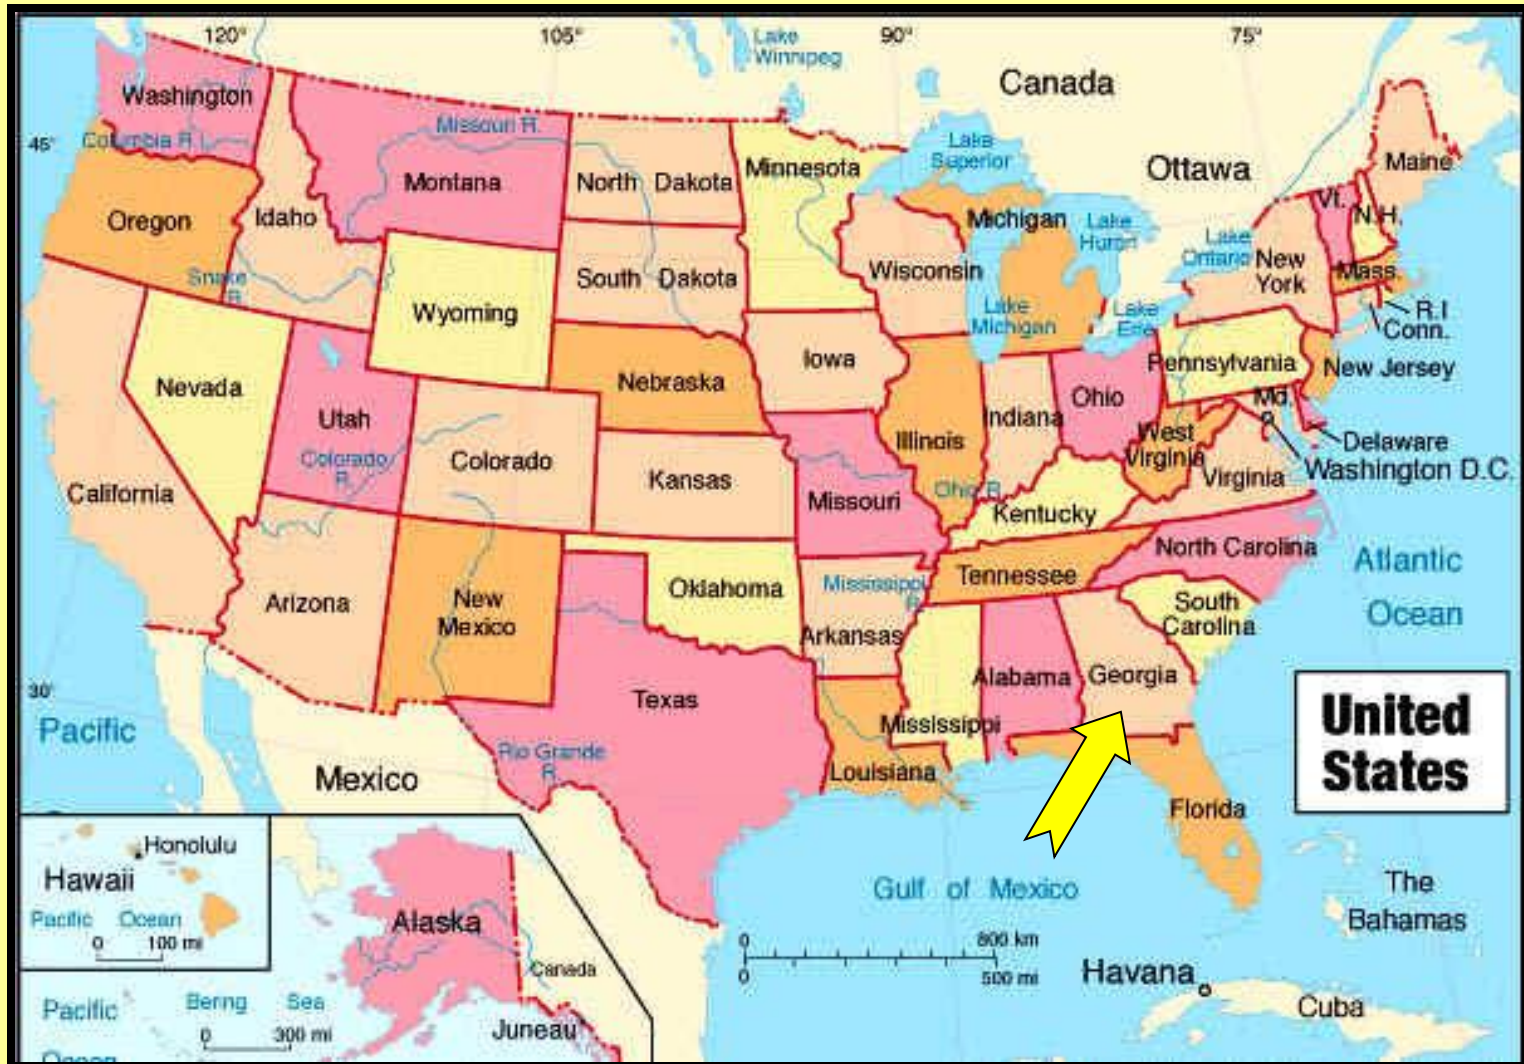 120°
105°
90°
75°
Lake
Winnipeg
Canada
Washington
Columbia R.
Missouri R.
45°
Lake
Superior
Ottawa
Maine
Montana
North Dakota
Minnesota
Vt.
N.H.
Oregon
Idaho
Michigan
Lake
Huron
Lake
Ontario
New
York
Mass.
Snake
R.
South Dakota
Wisconsin
Wyoming
Lake
Michigan
Lake
Erie
R.I
Conn.
Iowa
Pennsylvania
New Jersey
Nevada
Nebraska
Utah
Indiana
Ohio
Md.
Illinois
West
Virginia
Delaware
Washington D.C.
Colorado
R.
Colorado
Kansas
California
Missouri
Ohio R.
Virginia
Kentucky
North Carolina
Atlantic
Ocean
Arizona
New
Mexico
Oklahoma
Mississippi
R.
Tennessee
South
Carolina
Arkansas
30°
Texas
Alabama
Georgia
Pacific
Mississippi
United
States
Rio Grande
R.
Mexico
Louisiana
Florida
Honolulu
Hawaii
Pacific Ocean
0 100 mi
Gulf of Mexico
The
Bahamas
Alaska
0 800 km
0 500 mi
Canada
Havana
Cuba
Pacific
Ocean
Bering Sea
0 300 mi
Juneau